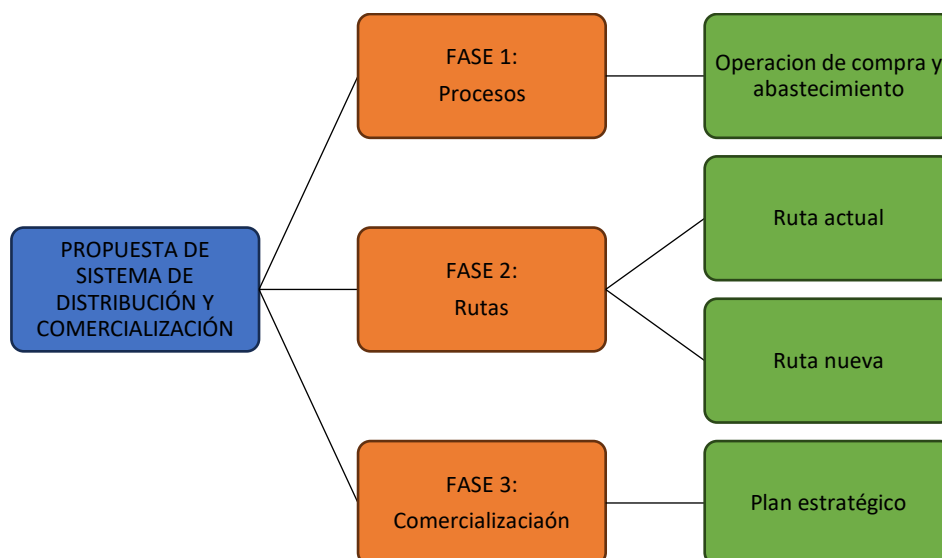 PROPUESTA DE
SISTEMA DE
DISTRIBUCIÓN Y
COMERCIALIZACIÓN
FASE 1:
Procesos
Operacion de compra y
abastecimiento
FASE 2:
Rutas
Ruta actual
Ruta nueva
FASE 3:
Comercializaciaón
Plan estratégico